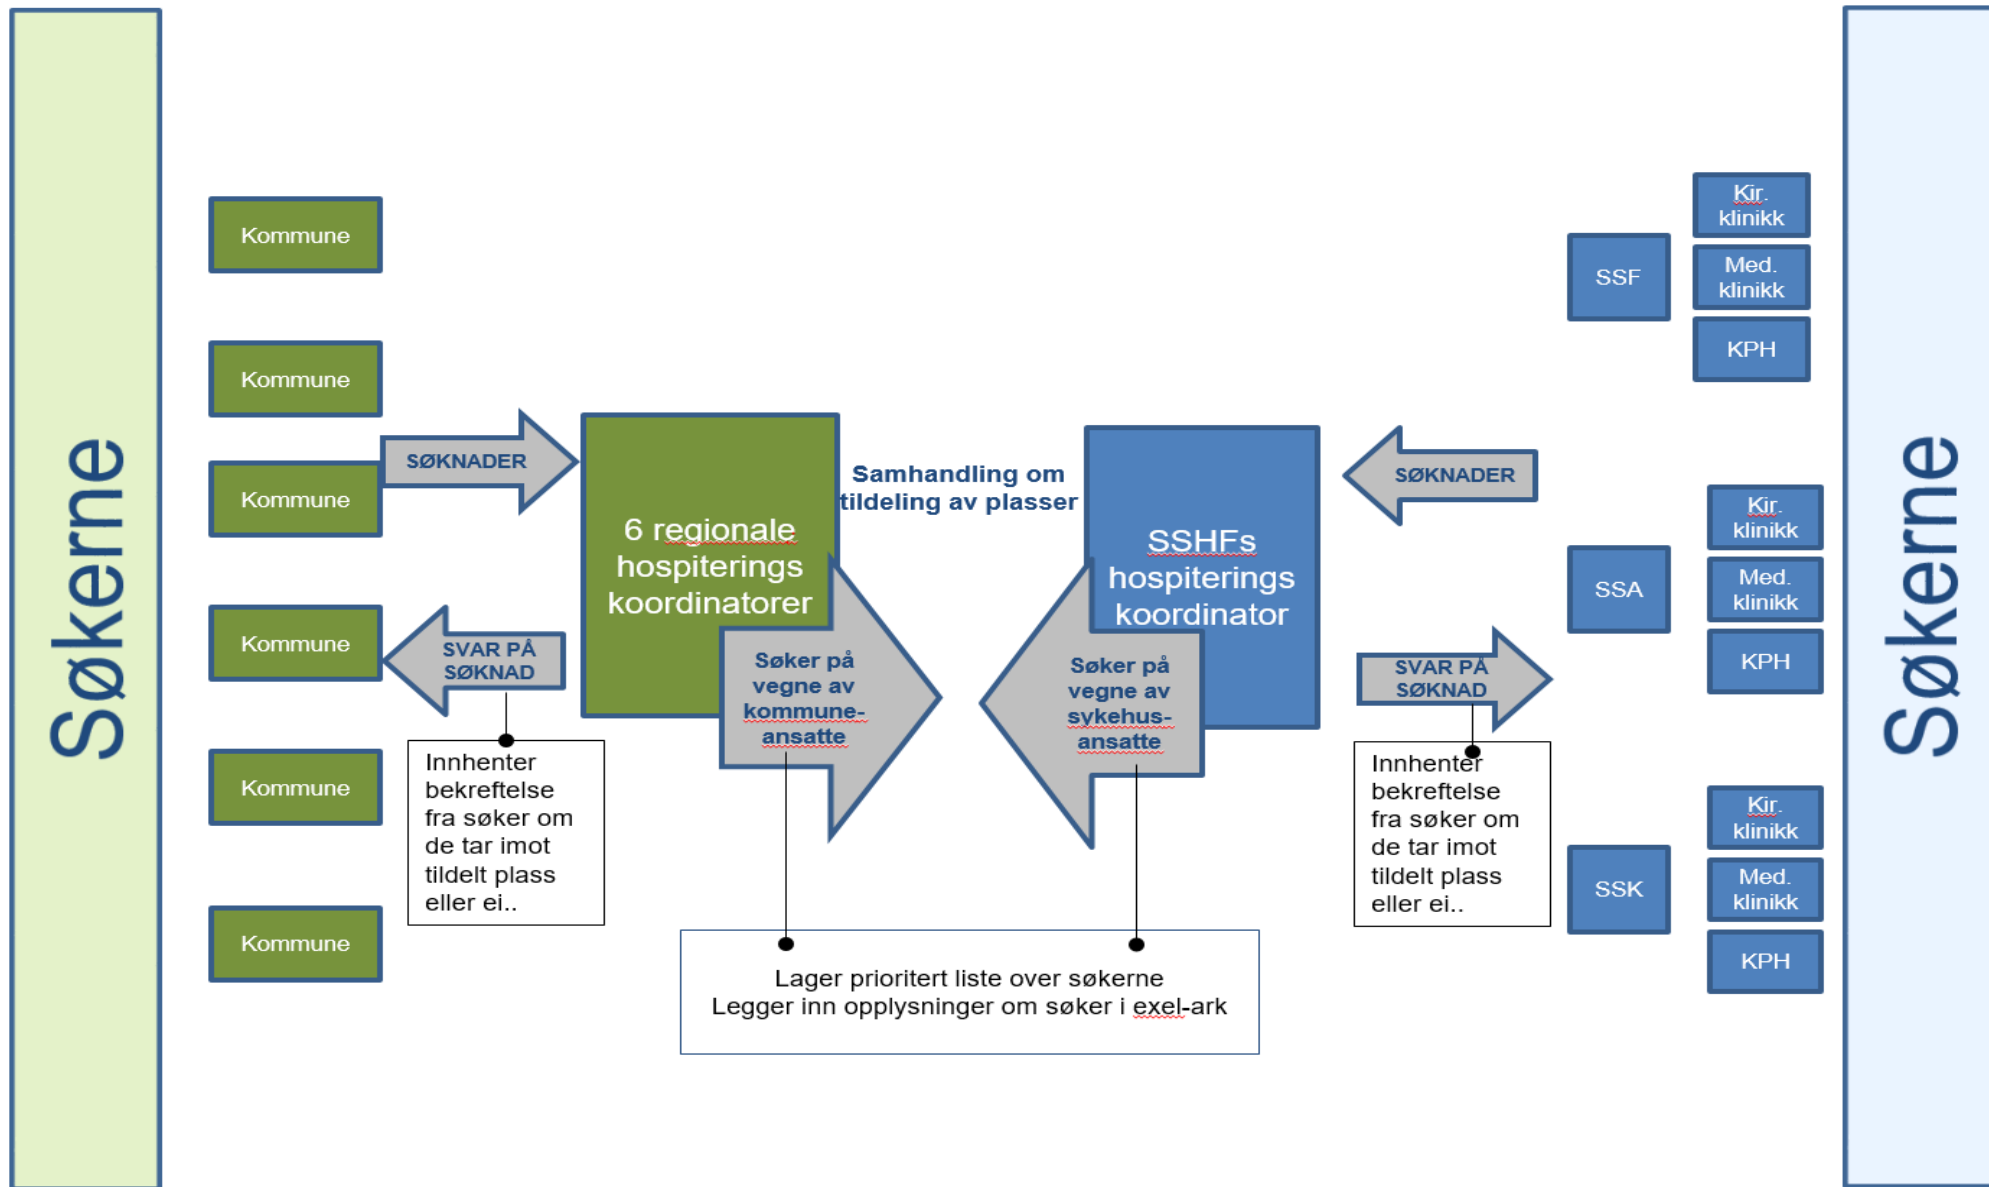 Søkerne
Kommune
Kommune
Kommune
Kommune
Kommune
Kommune
SØKNADER
SVAR PÅ
SØKNAD
Innhenter
bekreftelse
fra søker om
de tar imot
tildelt plass
eller ei..
6 regionale
hospiterings
koordinatorer
Søker på
vegne av
kommune-
ansatte
Samhandling om
tildeling av plasser
SSHFs
hospiterings
koordinator
Søker på
vegne av
sykehus-
ansatte
Lager prioritert liste over søkerne
Legger inn opplysninger om søker i exel-ark
SØKNADER
SVAR PÅ
SØKNAD
Innhenter
bekreftelse
fra søker om
de tar imot
tildelt plass
eller ei..
SSF
Kir.
klinikk
Med.
klinikk
KPH
SSA
Kir.
klinikk
Med.
klinikk
KPH
SSK
Kir.
klinikk
Med.
klinikk
KPH
Søkerne